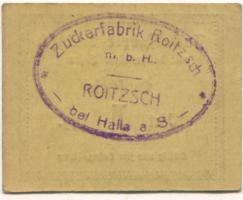 Zuckerfabrik Roitzsch
m. b. H.
ROITZSCH
bei Halle a. S.